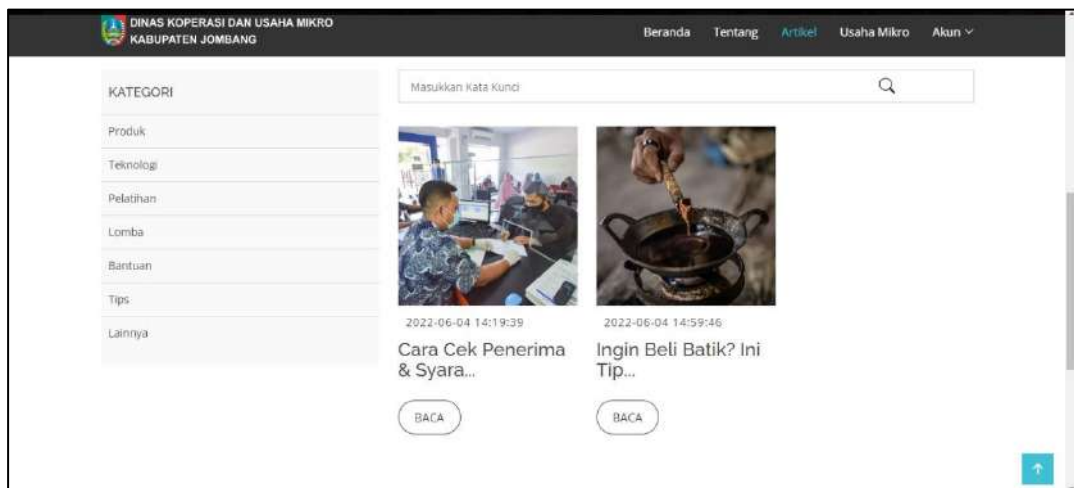 DINAS KOPERASI DAN USAHA MIKRO
KABUPATEN JOMBANG
Beranda Tentang Artikel Usaha Mikro Akun
KATEGORI
Produk
Teknologi
Pelatihan
Lomba
Bantuan
Tips
Lainnya
Masukkan Kata Kunci
2022-06-04 14:19:39
Cara Cek Penerima
& Syara...
BACA
2022-06-04 14:59:46
Ingin Beli Batik? Ini
Tip...
BACA